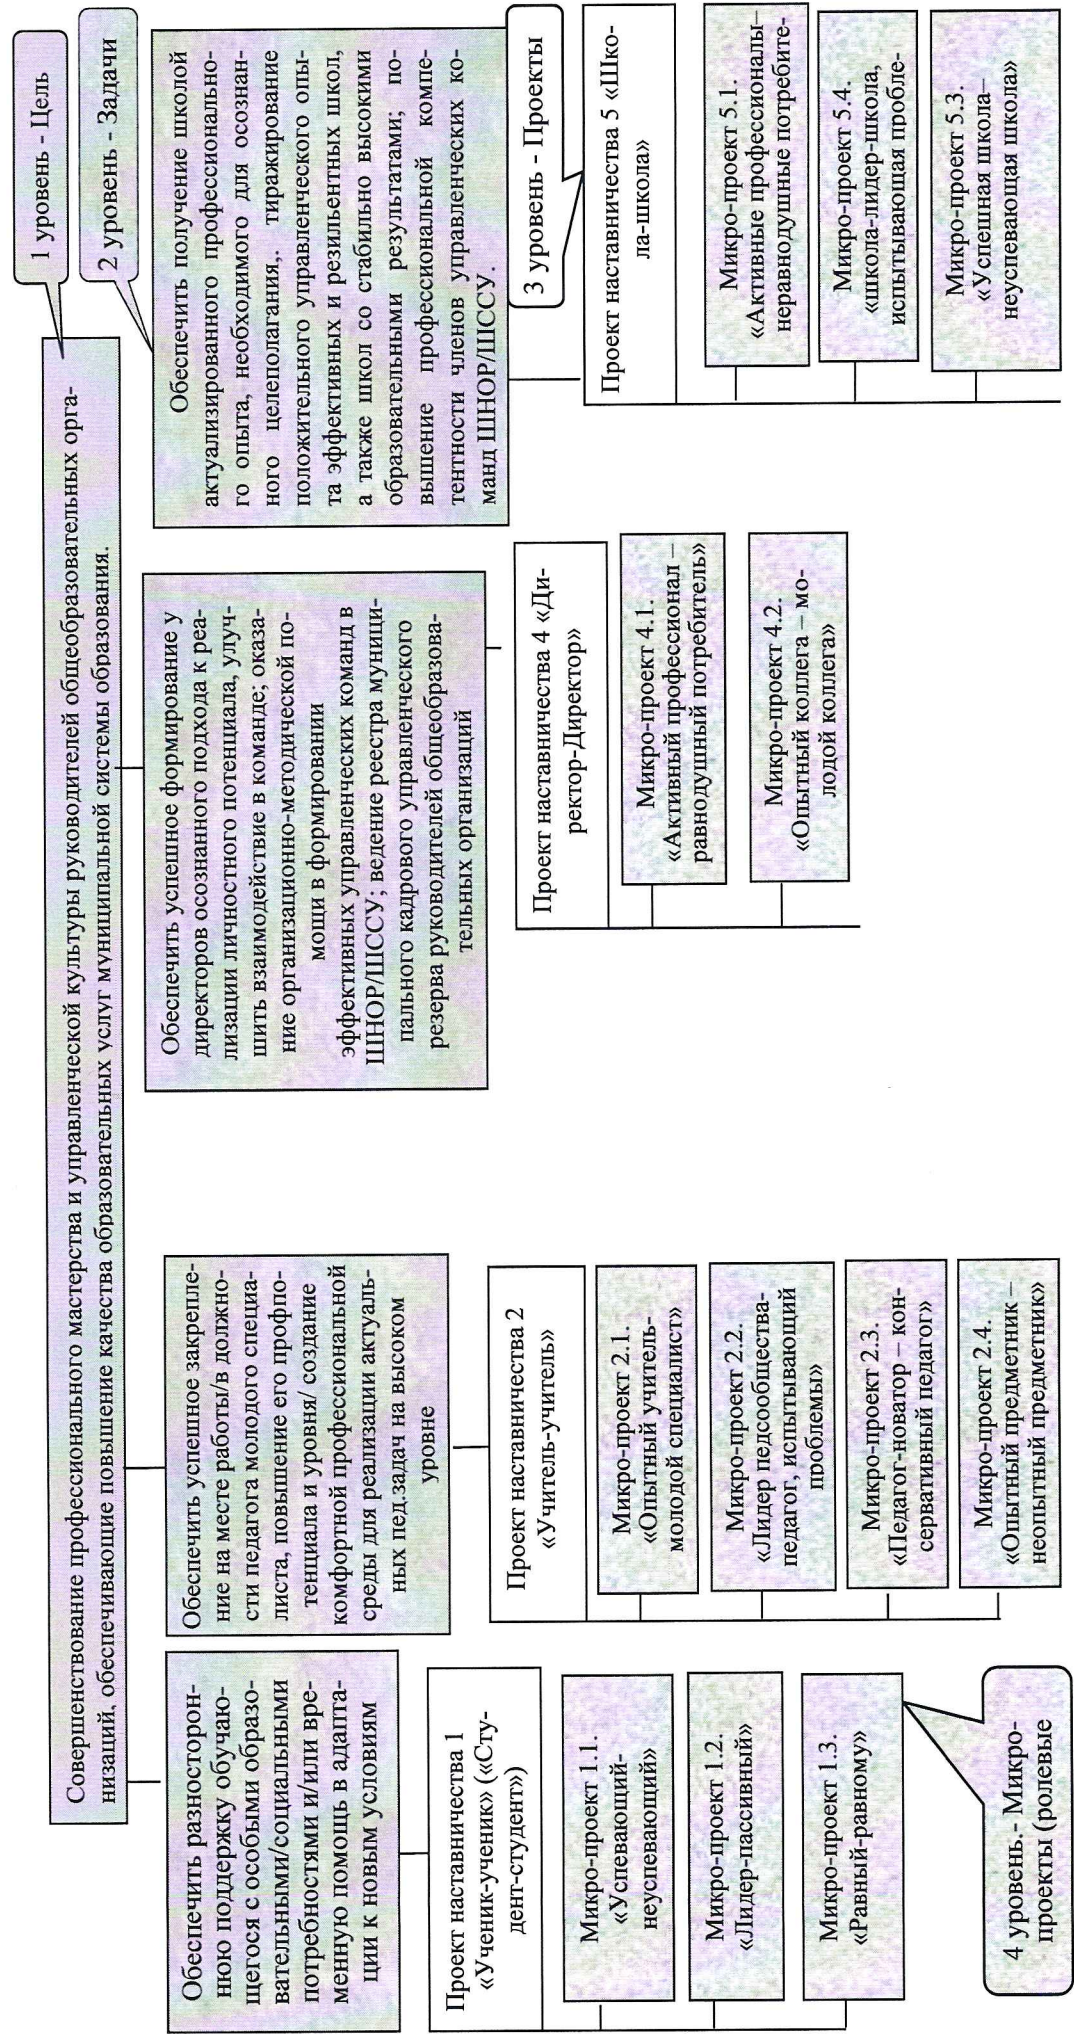 1 уровень - Цель
2 уровень - Задачи
Совершенствование профессионального мастерства и управленческой культуры руководителей общеобразовательных орга-
низаций, обеспечивающие повышение качества образовательных услуг муниципальной системы образования.
Обеспечить разносторон-
нюю поддержку обучаю-
щегося с особыми образо-
вательными/социальными
потребностями и/или вре-
менную помощь в адапта-
ции к новым условиям
Проект наставничества 1
«Ученик-ученик» («Сту-
дент-студент»)
Микро-проект 1.1.
«Успевающий-
неуспевающий»
Микро-проект 1.2.
«Лидер-пассивный»
Микро-проект 1.3.
«Равный-равному»
4 уровень.- Микро-
проекты (ролевые
Обеспечить успешное закрепле-
ние на месте работы/в должно-
сти педагога молодого специа-
листа, повышение его профпо-
тенциала и уровня/ создание
комфортной профессиональной
среды для реализации актуаль-
ных пед.задач на высоком
уровне
Проект наставничества 2
«Учитель-учитель»
Микро-проект 2.1.
«Опытный учитель-
молодой специалист»
Микро-проект 2.2.
«Лидер педсообщества-
педагог, испытывающий
проблемы»
Микро-проект 2.3.
«Педагог-новатор – кон-
сервативный педагог»
Микро-проект 2.4.
«Опытный предметник –
неопытный предметник»
Обеспечить успешное формирование у
директоров осознанного подхода к реа-
лизации личностного потенциала, улуч-
шить взаимодействие в команде; оказа-
ние организационно-методической по-
мощи в формировании
эффективных управленческих команд в
ШНОР/ШССУ; ведение реестра муници-
пального кадрового управленческого
резерва руководителей общеобразова-
тельных организаций
Проект наставничества 4 «Ди-
ректор-Директор»
Микро-проект 4.1.
«Активный профессионал –
равнодушный потребитель»
Микро-проект 4.2.
«Опытный коллега – мо-
лодой коллега»
Обеспечить получение школой
актуализированного профессионально-
го опыта, необходимого для осознан-
ного целеполагания,. тиражирование
положительного управленческого опы-
та эффективных и резильентных школ,
а также школ со стабильно высокими
образовательными результатами; по-
вышение профессиональной компе-
тентности членов управленческих ко-
манд ШНОР/ШССУ.
3 уровень - Проекты
Проект наставничества 5 «Шко-
ла-школа»
Микро-проект 5.1.
«Активные профессионалы–
неравнодушные потребите-
Микро-проект 5.4.
«школа-лидер-школа,
испытывающая пробле-
Микро-проект 5.3.
«Успешная школа–
неуспевающая школа»